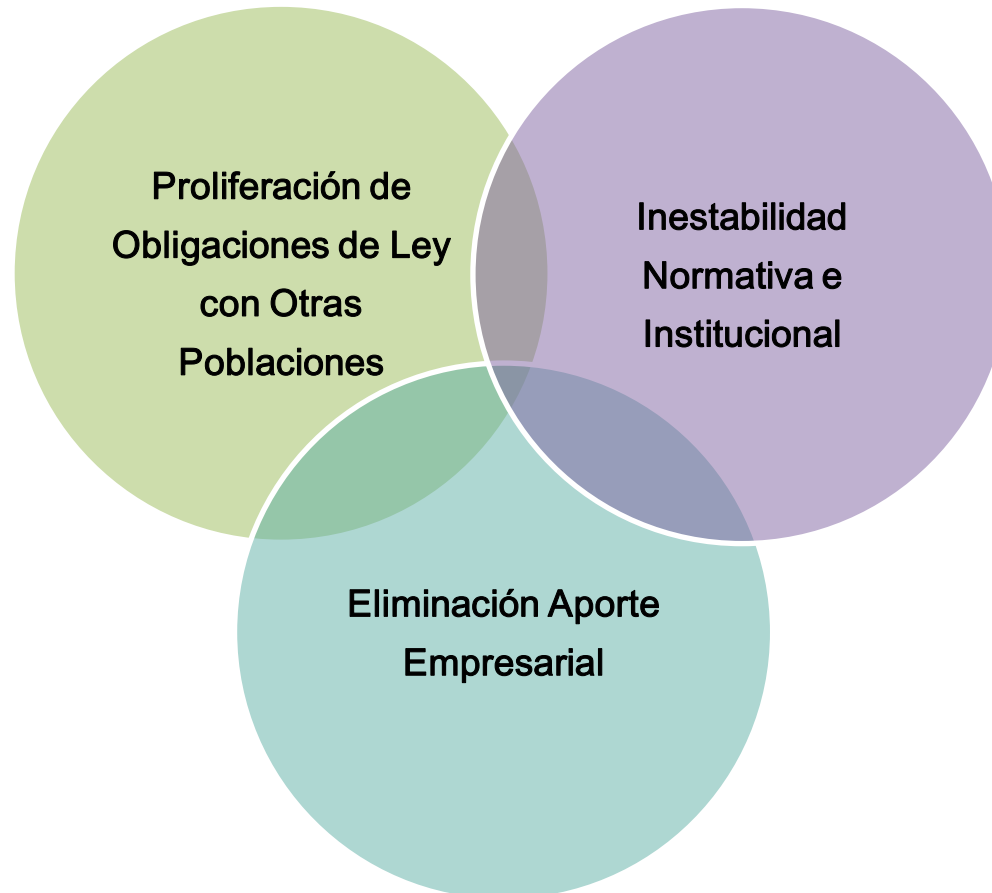 Proliferación de
Obligaciones de Ley
con Otras
Poblaciones
Inestabilidad
Normativa e
Institucional
Eliminación Aporte
Empresarial